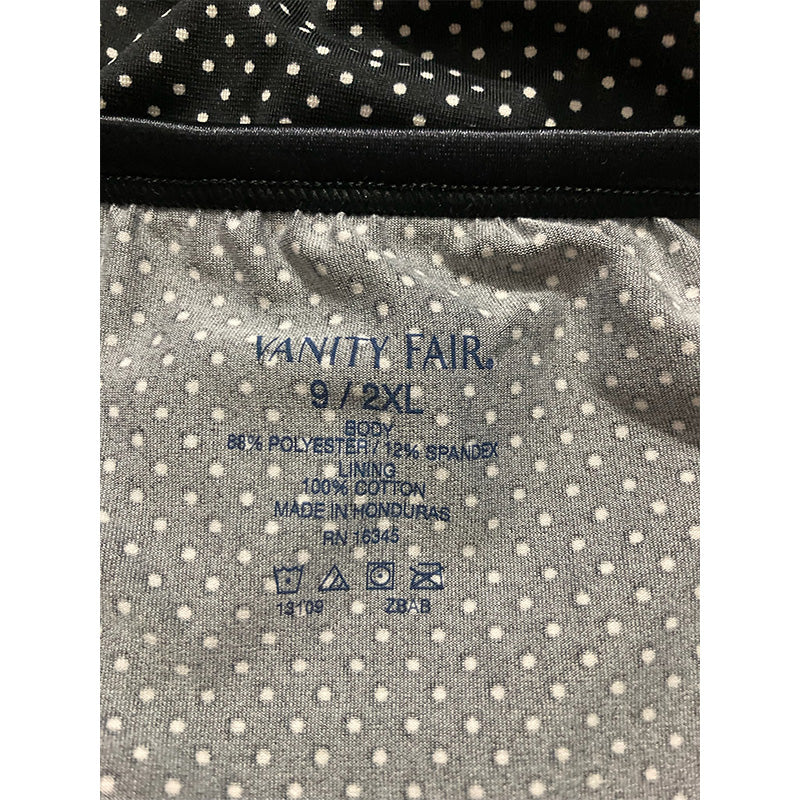 VANITY FAIR®
9 / 2XL
BODY
88% POLYESTER / 12% SPANDEX
LINING
100% COTTON
MADE IN HONDURAS
RN 16345
13109 ZBAB